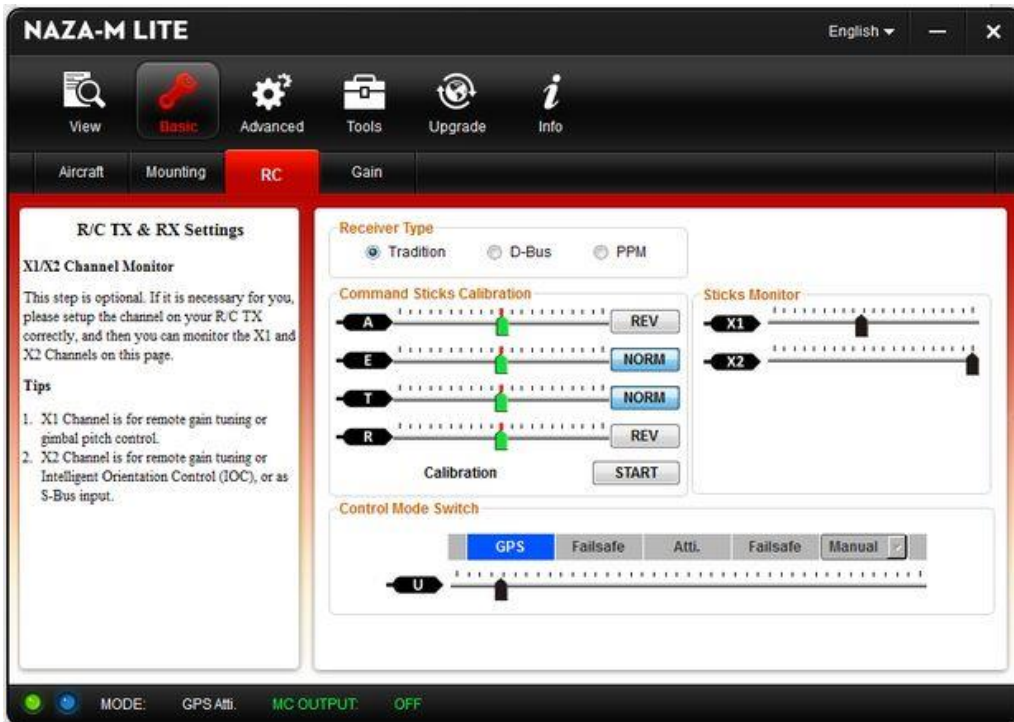 NAZA-M LITE
English
View
Basic
Advanced
Tools
Upgrade
Info
Aircraft
Mounting
RC
Gain
R/C TX & RX Settings
X1/X2 Channel Monitor
This step is optional. If it is necessary for you,
please setup the channel on your R/C TX
correctly, and then you can monitor the X1 and
X2 Channels on this page.
Tips
1. X1 Channel is for remote gain tuning or
gimbal pitch control.
2. X2 Channel is for remote gain tuning or
Intelligent Orientation Control (IOC), or as
S-Bus input.
Receiver Type
Tradition
D-Bus
PPM
Command Sticks Calibration
A
REV
E
NORM
T
NORM
R
REV
Calibration
START
Sticks Monitor
X1
X2
Control Mode Switch
GPS
Failsafe
Atti.
Failsafe
Manual
U
MODE: GPS Atti. MC OUTPUT: OFF